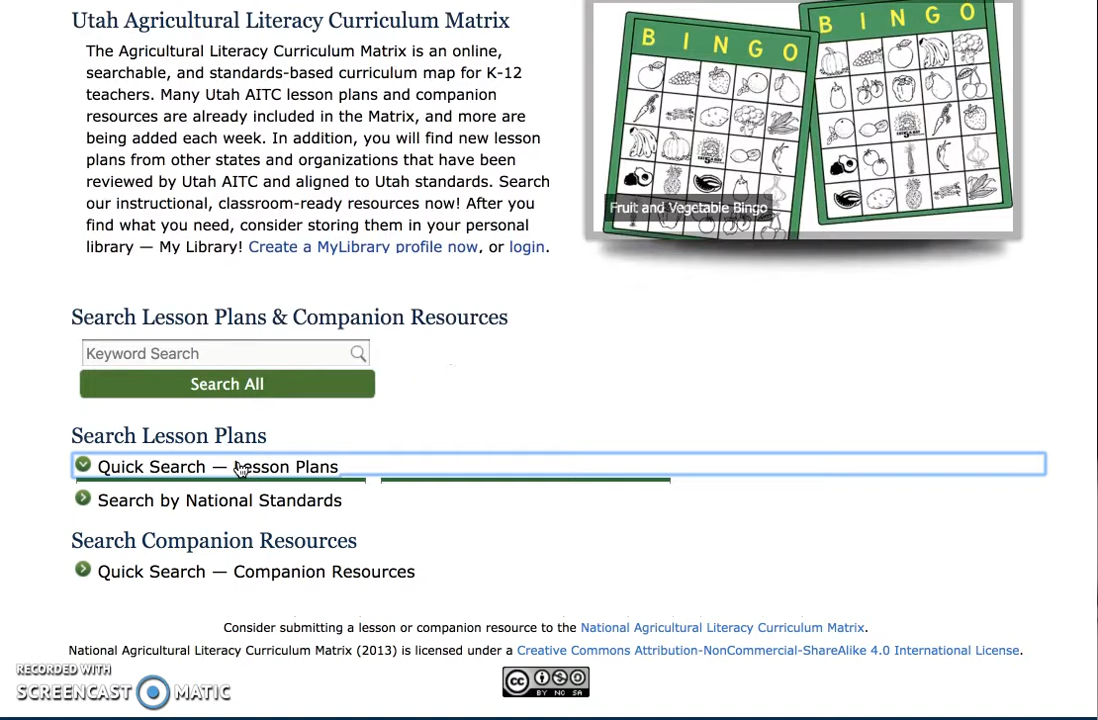 Utah Agricultural Literacy Curriculum Matrix
The Agricultural Literacy Curriculum Matrix is an online,
searchable, and standards-based curriculum map for K-12
teachers. Many Utah AITC lesson plans and companion
resources are already included in the Matrix, and more are
being added each week. In addition, you will find new lesson
plans from other states and organizations that have been
reviewed by Utah AITC and aligned to Utah standards. Search
our instructional, classroom-ready resources now! After you
find what you need, consider storing them in your personal
library — My Library! Create a MyLibrary profile now, or login.
BINGO
BINGO
Fruit and Vegetable Bingo
Search Lesson Plans & Companion Resources
Keyword Search
Search All
Search Lesson Plans
Quick Search — Lesson Plans
Search by National Standards
Search Companion Resources
Quick Search — Companion Resources
Consider submitting a lesson or companion resource to the National Agricultural Literacy Curriculum Matrix.
National Agricultural Literacy Curriculum Matrix (2013) is licensed under a Creative Commons Attribution-NonCommercial-ShareAlike 4.0 International License.
RECORDED WITH
SCREENCAST MATIC
cc
BY NC SA